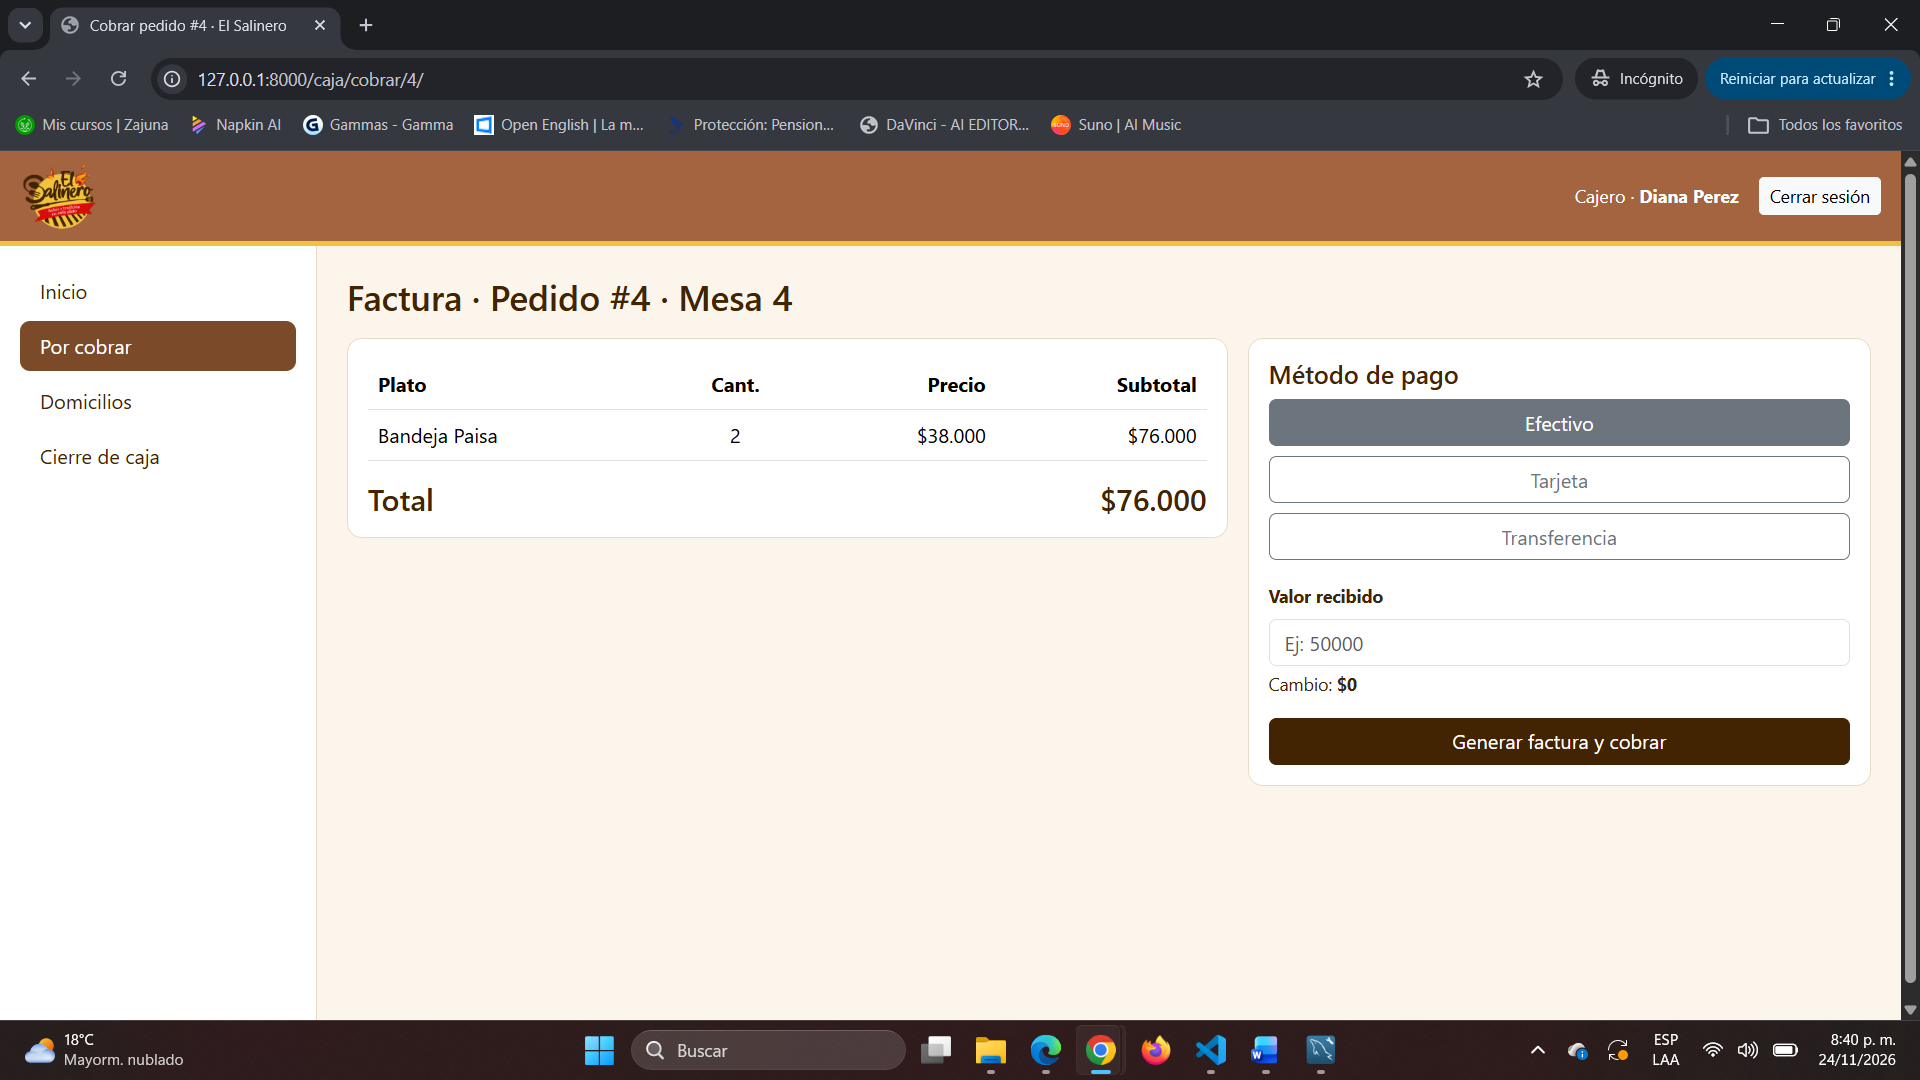 Cobrar pedido #4 · El Salinero
127.0.0.1:8000/caja/cobrar/4/
Incógnito
Reiniciar para actualizar
Mis cursos | Zajuna
Napkin AI
Gammas - Gamma
Open English | La m...
Protección: Pension...
DaVinci - AI EDITOR...
Suno | AI Music
Todos los favoritos
El Salinero
Cajero · Diana Perez
Cerrar sesión
Inicio
Por cobrar
Domicilios
Cierre de caja
Factura · Pedido #4 · Mesa 4
Plato Cant. Precio Subtotal
Bandeja Paisa 2 $38.000 $76.000
Total $76.000
Método de pago
Efectivo
Tarjeta
Transferencia
Valor recibido
Ej: 50000
Cambio: $0
Generar factura y cobrar
18°C
Mayorm. nublado
Buscar
ESP
LAA
8:40 p. m.
24/11/2026